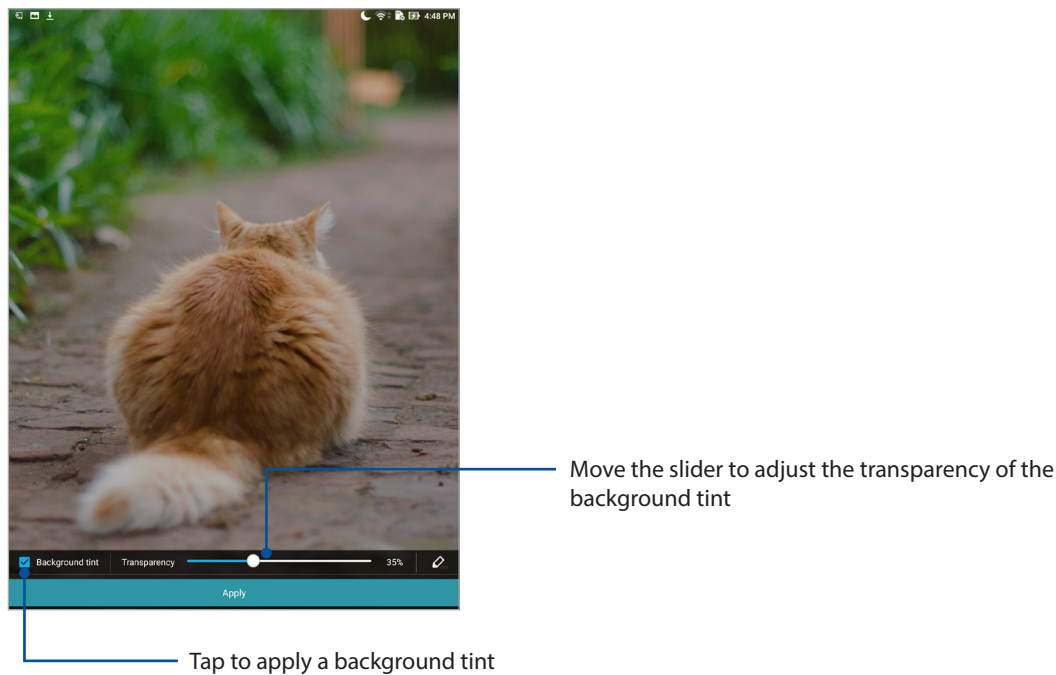 4:48 PM
Move the slider to adjust the transparency of the
background tint
Background tint Transparency 35%
Apply
Tap to apply a background tint